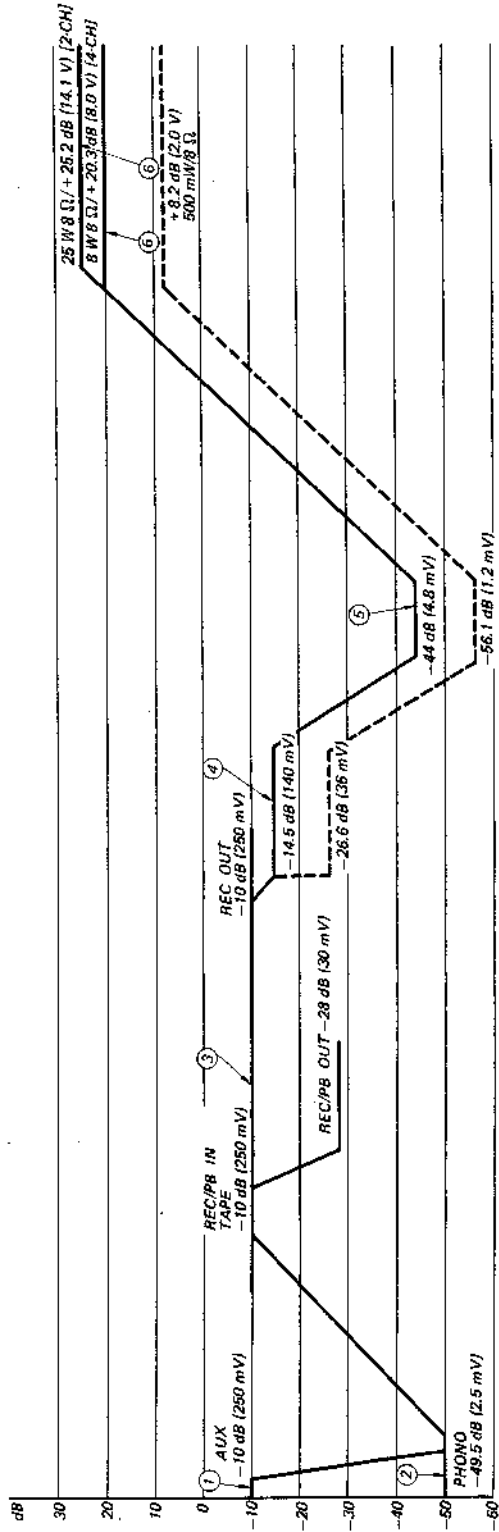 dB
30
20
10
0
-10
-20
-30
-40
-50
-60
1
AUX
-10 dB (250 mV)
2
PHONO
-49.5 dB (2.5 mV)
REC/PB IN
TAPE
-10 dB (250 mV)
3
REC/PB OUT -28 dB (30 mV)
REC OUT
-10 dB (250 mV)
4
-14.5 dB (140 mV)
-26.6 dB (36 mV)
5
-44 dB (4.8 mV)
-56.1 dB (1.2 mV)
25 W/8 Ω/ + 25.2 dB (14.1 V) [2-CH]
8 W/8 Ω/ + 20.3 dB (8.0 V) [4-CH]
6
6
+8.2 dB (2.0 V)
500 mW/8 Ω